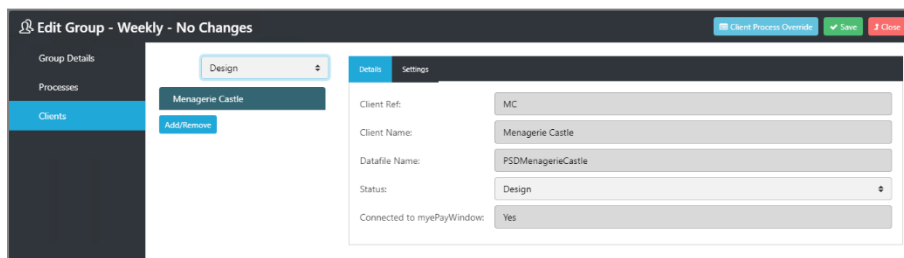 Edit Group - Weekly - No Changes
Client Process Override
Save
Close
Group Details
Processes
Clients
Design
Menagerie Castle
Add/Remove
Details Settings
Client Ref: MC
Client Name: Menagerie Castle
Datafile Name: PSDMenagerieCastle
Status: Design
Connected to myePayWindow: Yes